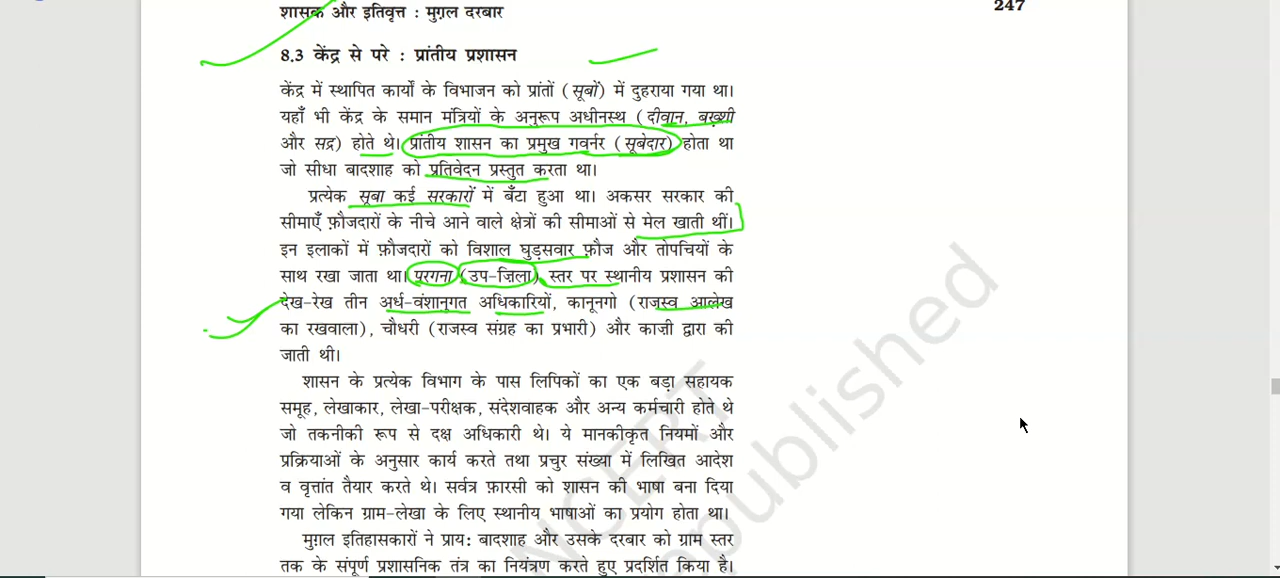 शासक और इतिवृत्त : मुग़ल दरबार
247
8.3 केंद्र से परे : प्रांतीय प्रशासन
केंद्र में स्थापित कार्यों के विभाजन को प्रांतों (सूबों) में दुहराया गया था।
यहाँ भी केंद्र के समान मंत्रियों के अनुरूप अधीनस्थ (दीवान, बख़्शी
और सद्र) होते थे। प्रांतीय शासन का प्रमुख गवर्नर (सूबेदार) होता था
जो सीधा बादशाह को प्रतिवेदन प्रस्तुत करता था।
प्रत्येक सूबा कई सरकारों में बँटा हुआ था। अकसर सरकार की
सीमाएँ फ़ौजदारों के नीचे आने वाले क्षेत्रों की सीमाओं से मेल खाती थीं।
इन इलाकों में फ़ौजदारों को विशाल घुड़सवार फ़ौज और तोपचियों के
साथ रखा जाता था। परगना (उप-ज़िला) स्तर पर स्थानीय प्रशासन की
देख-रेख तीन अर्ध-वंशानुगत अधिकारियों, कानूनगो (राजस्व आलेख
का रखवाला), चौधरी (राजस्व संग्रह का प्रभारी) और काजी द्वारा की
जाती थी।
शासन के प्रत्येक विभाग के पास लिपिकों का एक बड़ा सहायक
समूह, लेखाकार, लेखा-परीक्षक, संदेशवाहक और अन्य कर्मचारी होते थे
जो तकनीकी रूप से दक्ष अधिकारी थे। ये मानकीकृत नियमों और
प्रक्रियाओं के अनुसार कार्य करते तथा प्रचुर संख्या में लिखित आदेश
व वृत्तांत तैयार करते थे। सर्वत्र फ़ारसी को शासन की भाषा बना दिया
गया लेकिन ग्राम-लेखा के लिए स्थानीय भाषाओं का प्रयोग होता था।
मुग़ल इतिहासकारों ने प्राय: बादशाह और उसके दरबार को ग्राम स्तर
तक के संपूर्ण प्रशासनिक तंत्र का नियंत्रण करते हुए प्रदर्शित किया है।
NCERT
republished